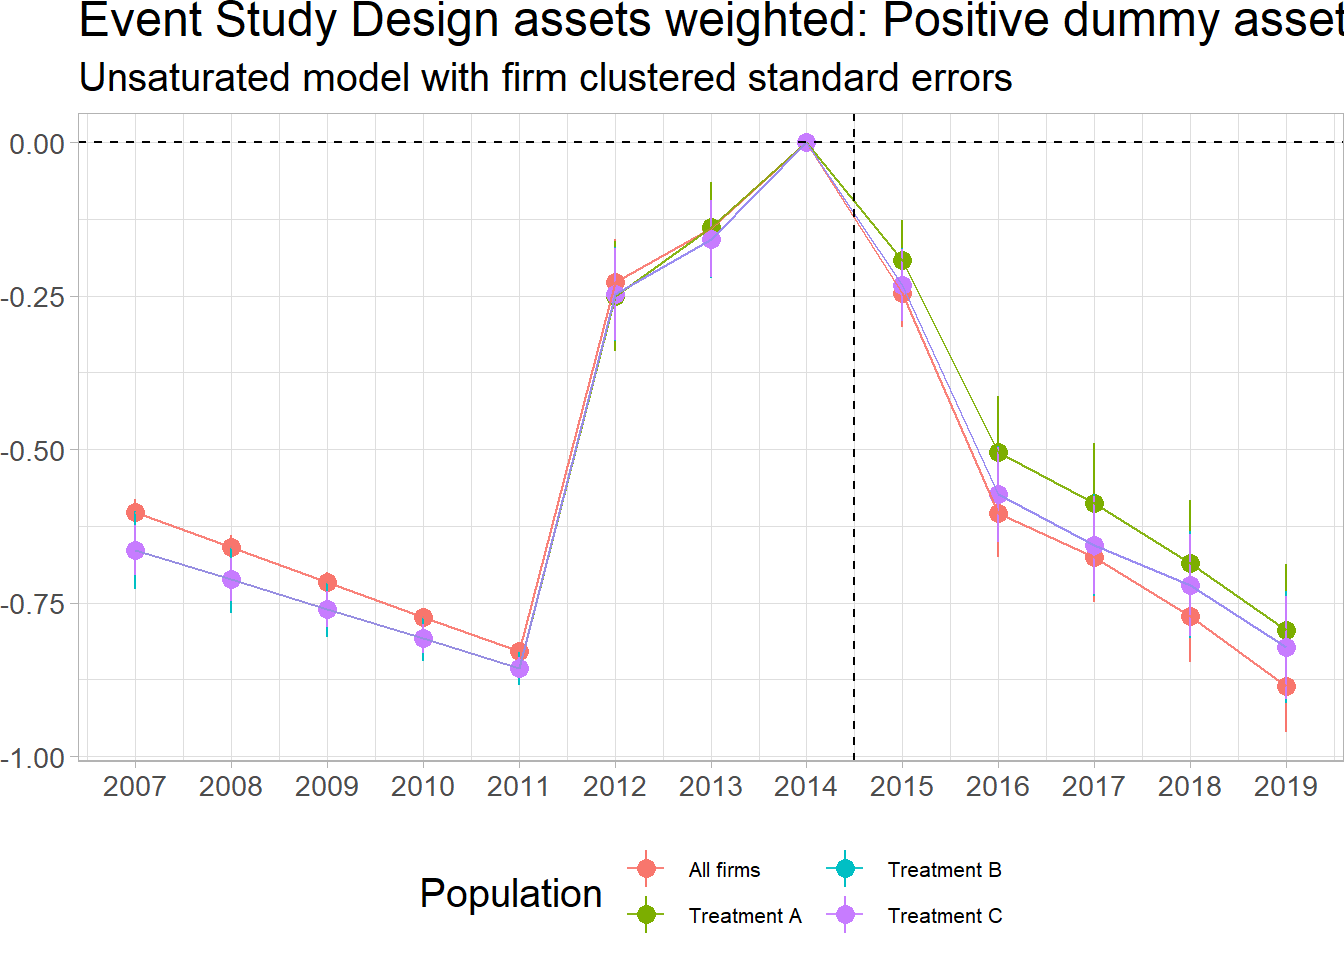 Event Study Design assets weighted: Positive dummy asset
Unsaturated model with firm clustered standard errors
0.00
-0.25
-0.50
-0.75
-1.00
2007 2008 2009 2010 2011 2012 2013 2014 2015 2016 2017 2018 2019
Population
All firms
Treatment A
Treatment B
Treatment C